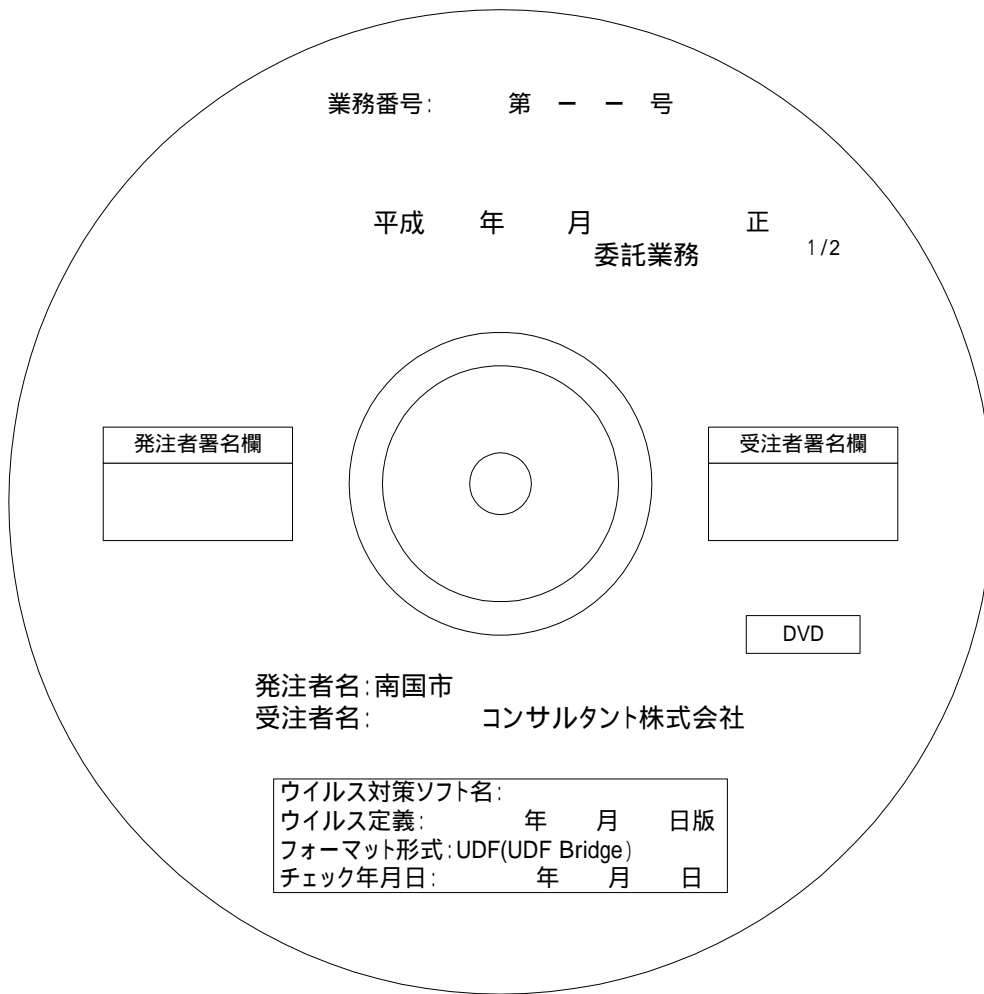 業務番号:　　第　－　－　号
平成　　年　　月　　　　　　正
委託業務　　　　1/2
発注者署名欄　　　　受注者署名欄
DVD
発注者名:南国市
受注者名:　　　　コンサルタント株式会社
ウイルス対策ソフト名:
ウイルス定義:　　　　年　　月　　日版
フォーマット形式:UDF(UDF Bridge)
チェック年月日:　　　　年　　月　　日